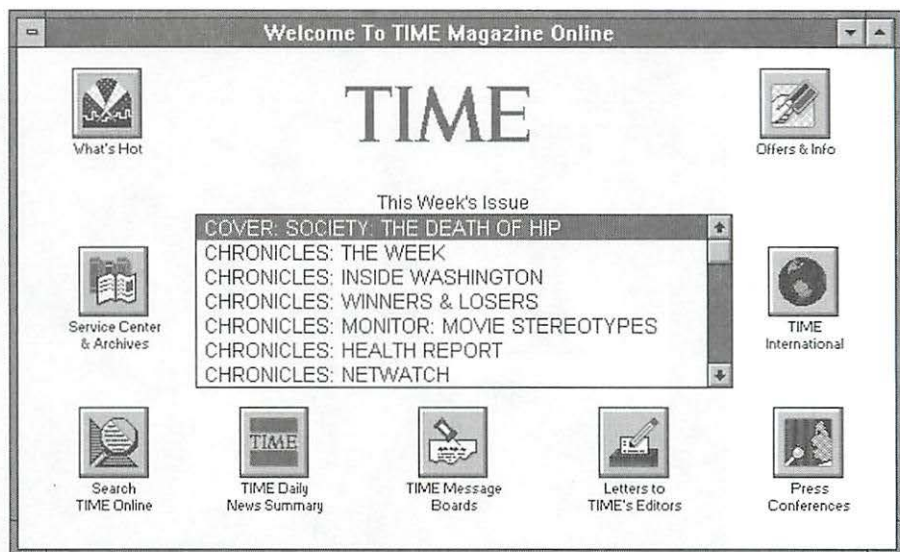 Welcome To TIME Magazine Online
What's Hot
TIME
Offers & Info
This Week's Issue
COVER: SOCIETY: THE DEATH OF HIP
CHRONICLES: THE WEEK
CHRONICLES: INSIDE WASHINGTON
CHRONICLES: WINNERS & LOSERS
CHRONICLES: MONITOR: MOVIE STEREOTYPES
CHRONICLES: HEALTH REPORT
CHRONICLES: NETWATCH
Service Center
& Archives
TIME
International
Search
TIME Online
TIME
TIME Daily
News Summary
TIME Message
Boards
Letters to
TIME's Editors
Press
Conferences